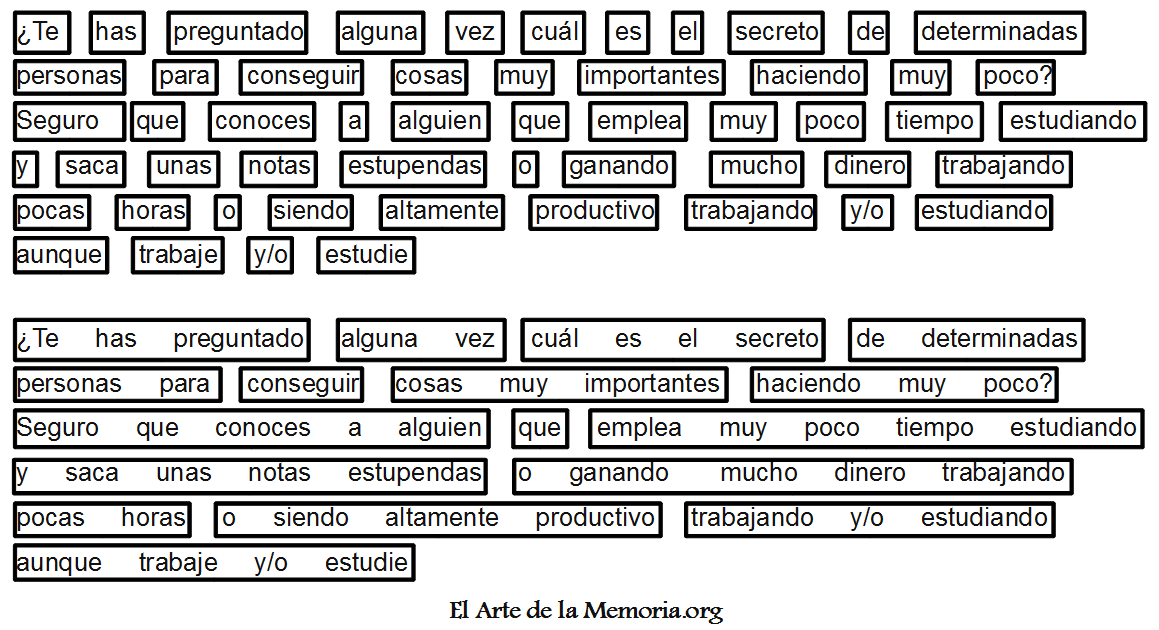 ¿Te has preguntado alguna vez cuál es el secreto de determinadas
personas para conseguir cosas muy importantes haciendo muy poco?
Seguro que conoces a alguien que emplea muy poco tiempo estudiando
y saca unas notas estupendas o ganando mucho dinero trabajando
pocas horas o siendo altamente productivo trabajando y/o estudiando
aunque trabaje y/o estudie
¿Te has preguntado alguna vez cuál es el secreto de determinadas
personas para conseguir cosas muy importantes haciendo muy poco?
Seguro que conoces a alguien que emplea muy poco tiempo estudiando
y saca unas notas estupendas o ganando mucho dinero trabajando
pocas horas o siendo altamente productivo trabajando y/o estudiando
aunque trabaje y/o estudie
El Arte de la Memoria.org